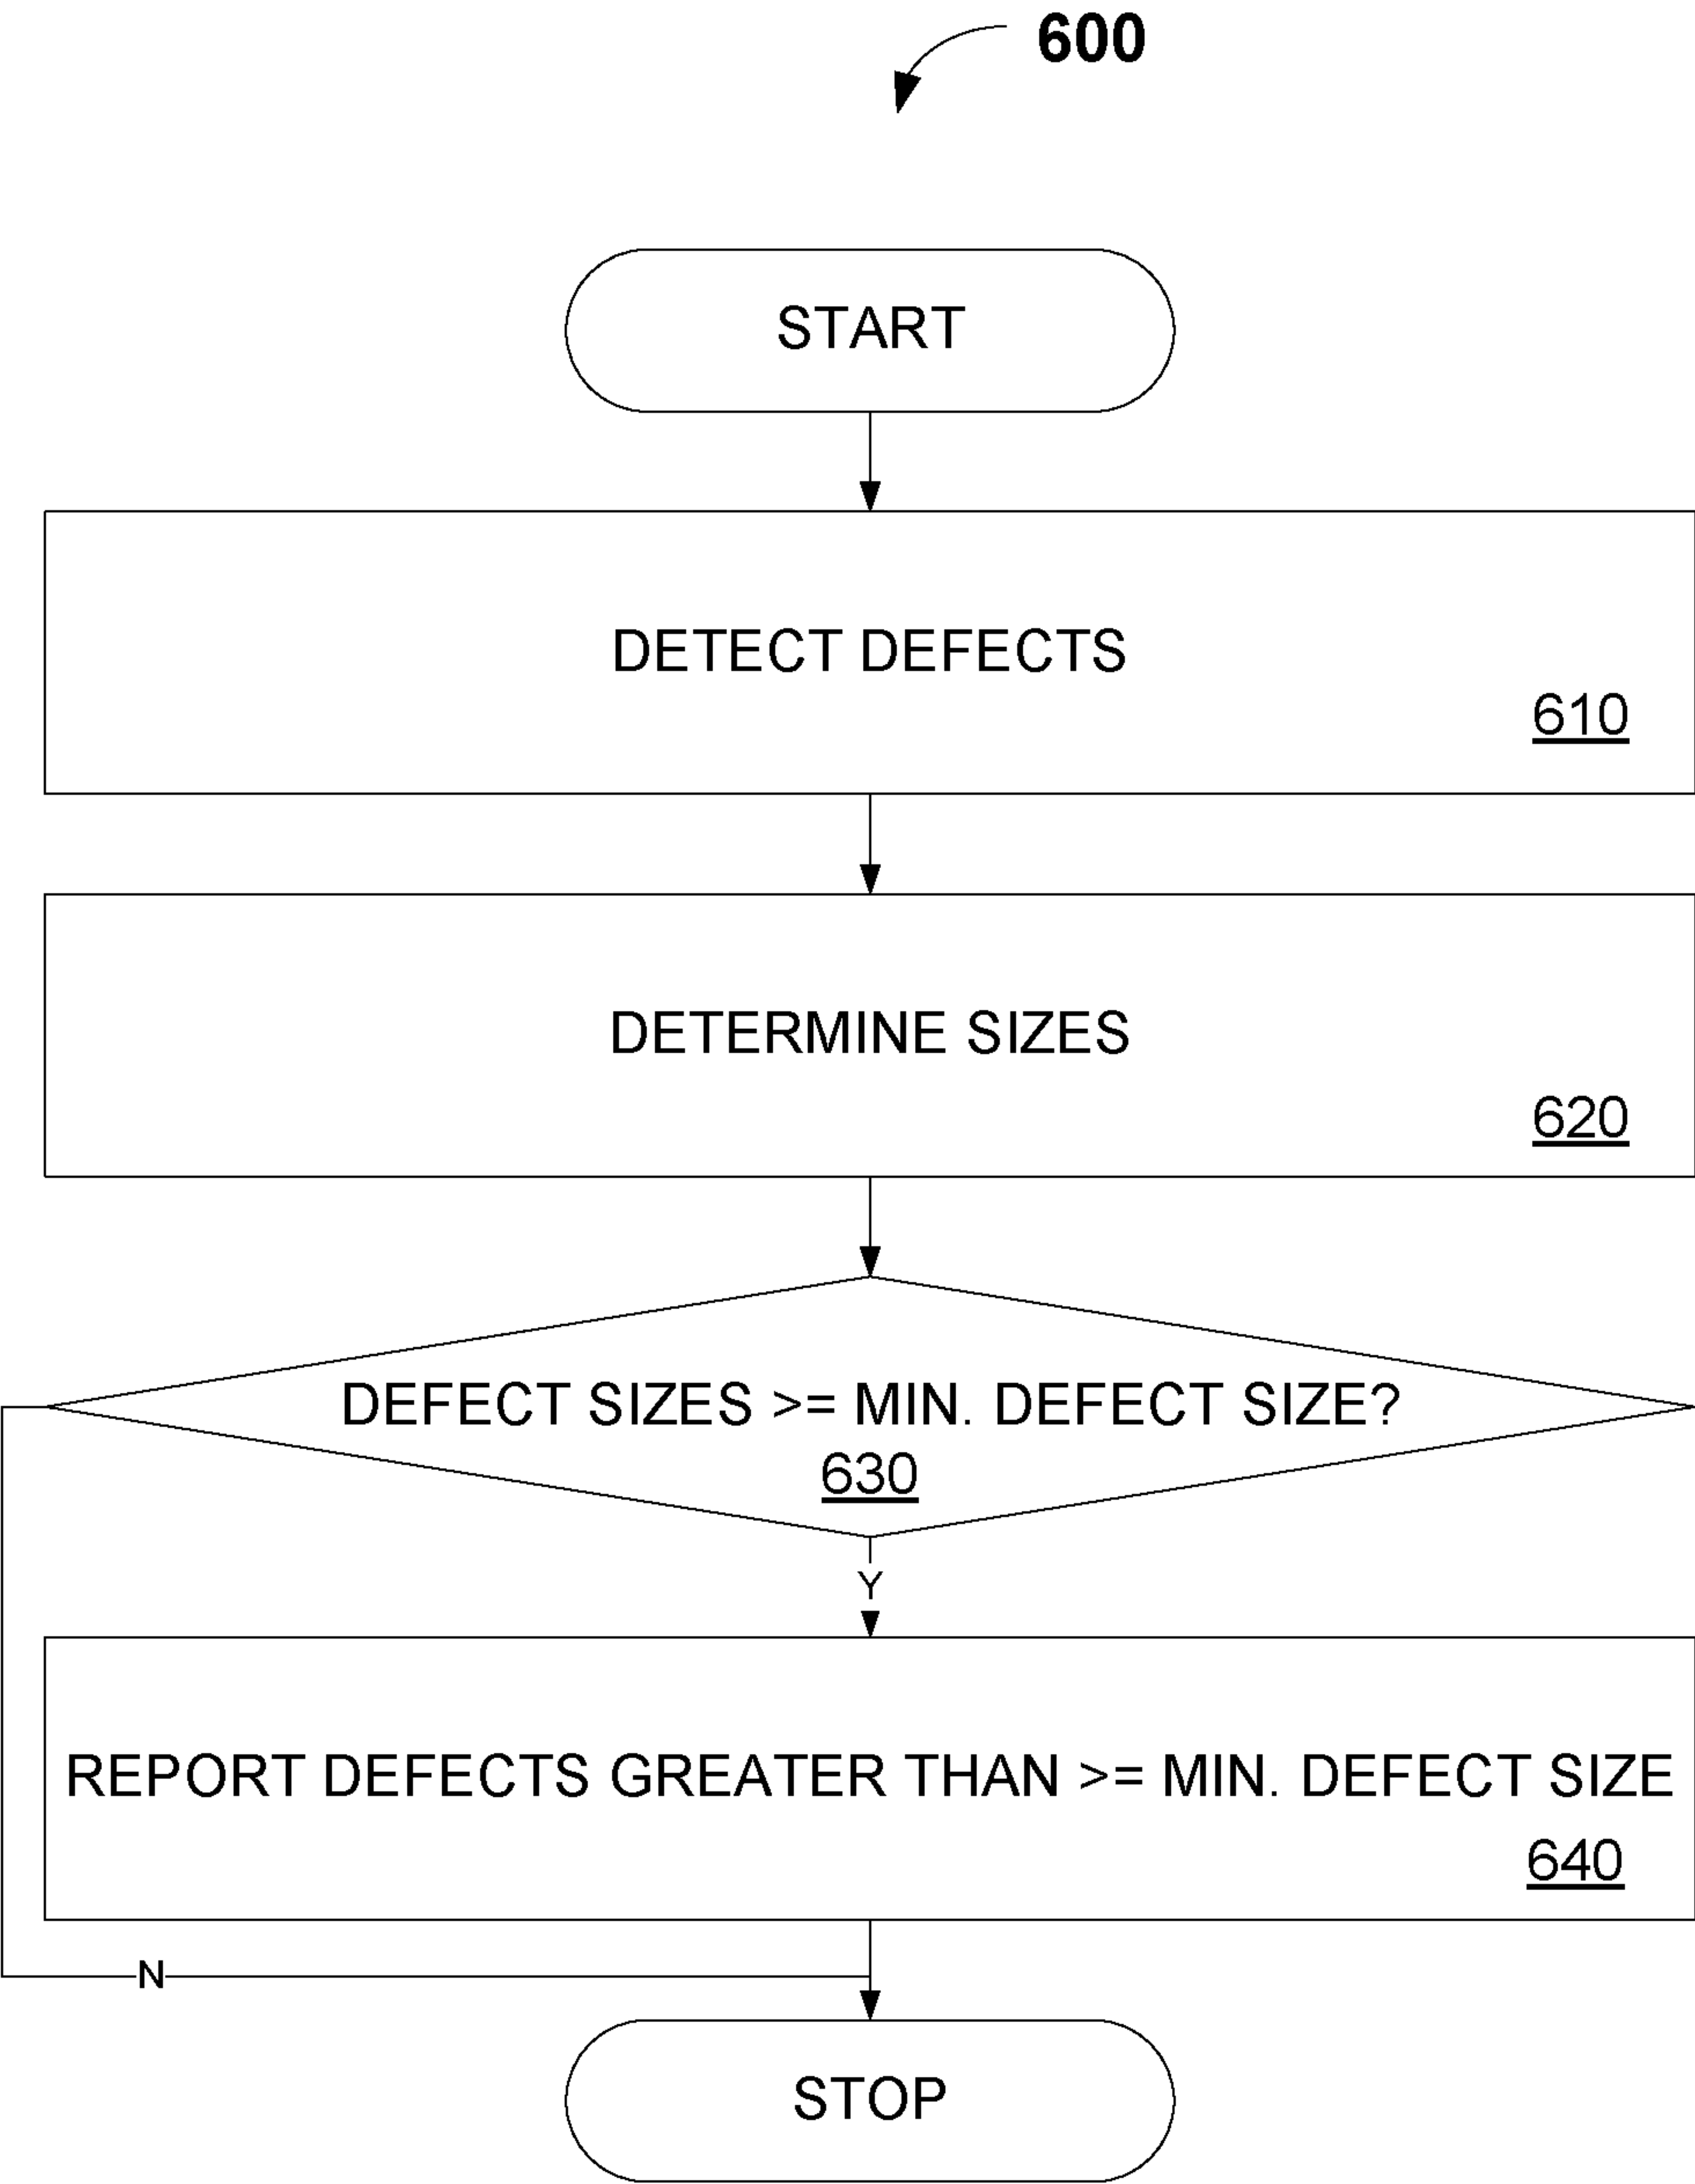 600
START
DETECT DEFECTS
610
DETERMINE SIZES
620
DEFECT SIZES >= MIN. DEFECT SIZE?
630
Y
REPORT DEFECTS GREATER THAN >= MIN. DEFECT SIZE
640
N
STOP